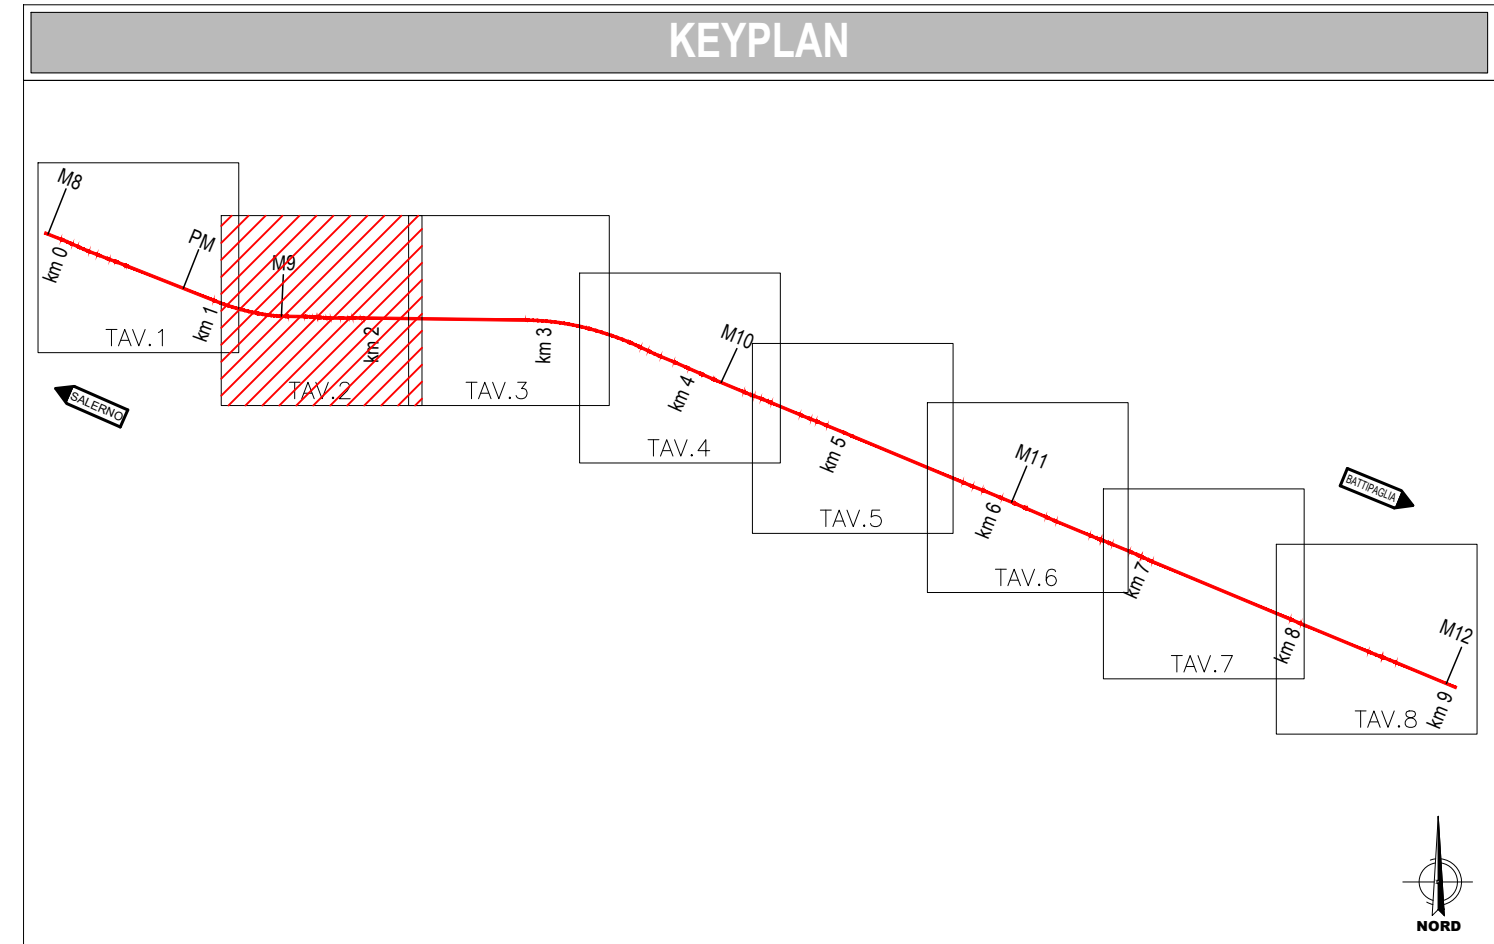 KEYPLAN
M8
PM
M9
km 0
km 1
km 2
km 3
TAV.1
M10
SALERNO
TAV.2
TAV.3
km 4
TAV.4
km 5
M11
BATTIPAGLIA
TAV.5
km 6
TAV.6
km 7
M12
km 8
TAV.7
TAV.8
km 9
NORD